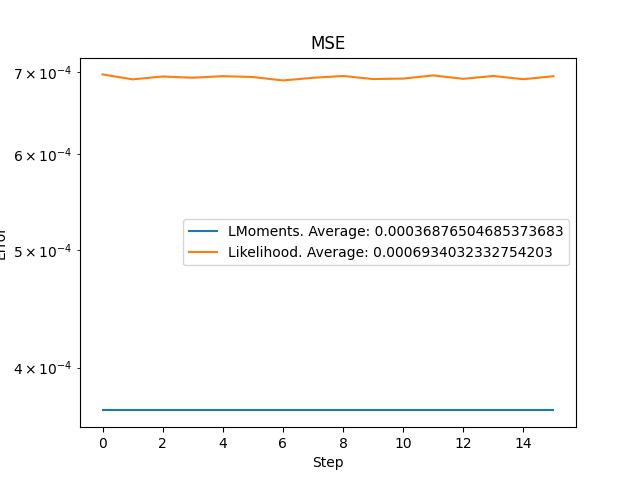 MSE
7 × 10⁻⁴
6 × 10⁻⁴
5 × 10⁻⁴
4 × 10⁻⁴
Error
LMoments. Average: 0.00036876504685373683
Likelihood. Average: 0.0006934032332754203
0 2 4 6 8 10 12 14
Step